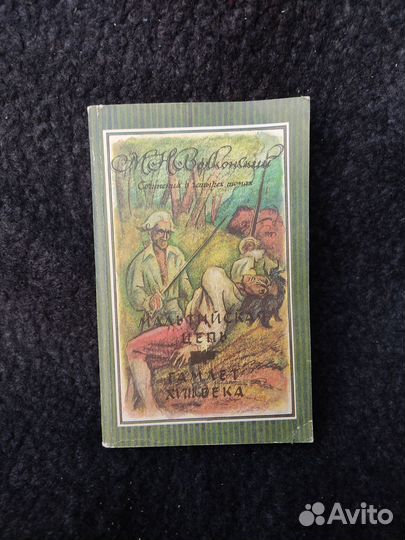 М.Н.Волконский
Сочинения в четырех томах
МАЛЬТИЙСКАЯ
ЦЕПЬ
ГАМЛЕТ
XVIII ВЕКА
Avito